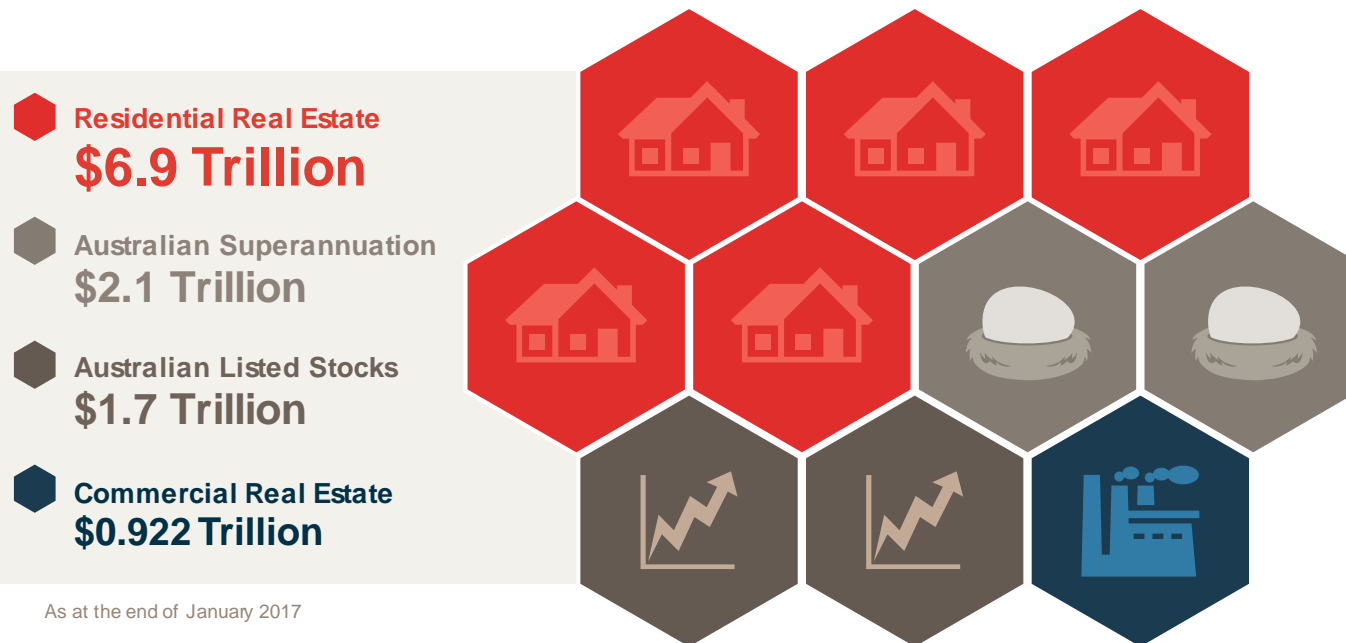 Residential Real Estate
$6.9 Trillion
Australian Superannuation
$2.1 Trillion
Australian Listed Stocks
$1.7 Trillion
Commercial Real Estate
$0.922 Trillion
As at the end of January 2017